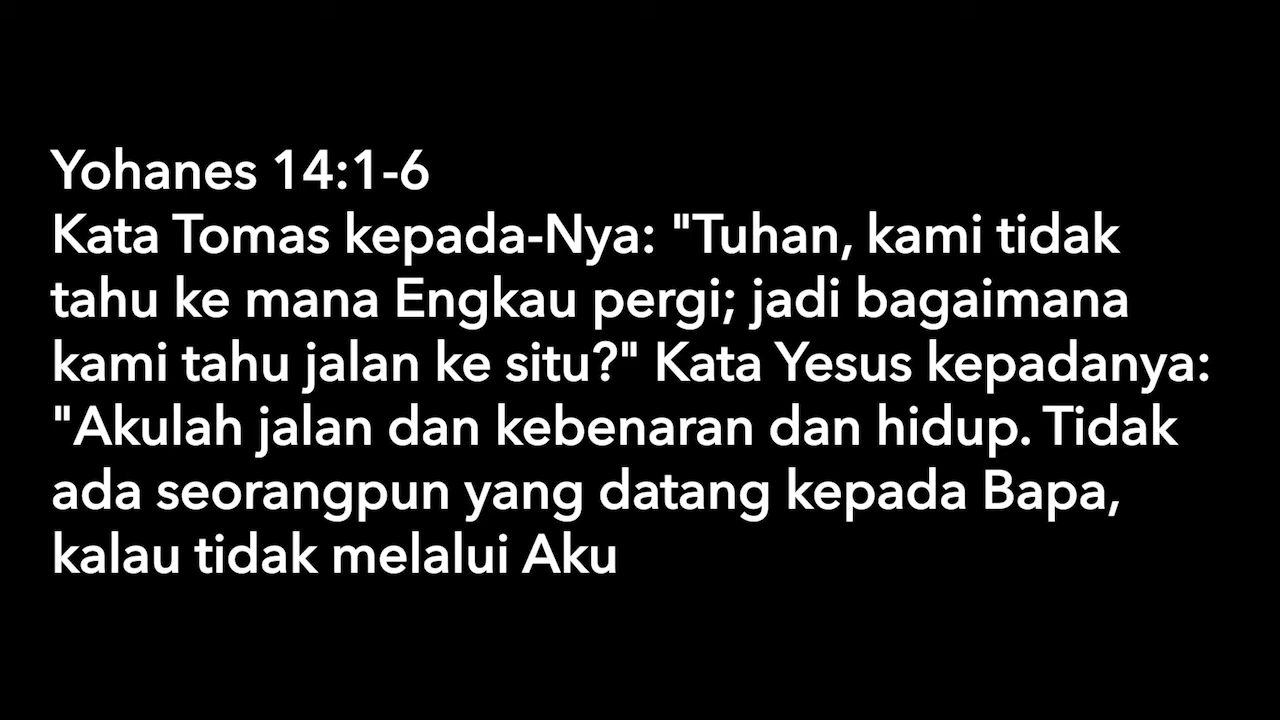 Yohanes 14:1-6
Kata Tomas kepada-Nya: "Tuhan, kami tidak
tahu ke mana Engkau pergi; jadi bagaimana
kami tahu jalan ke situ?" Kata Yesus kepadanya:
"Akulah jalan dan kebenaran dan hidup. Tidak
ada seorangpun yang datang kepada Bapa,
kalau tidak melalui Aku